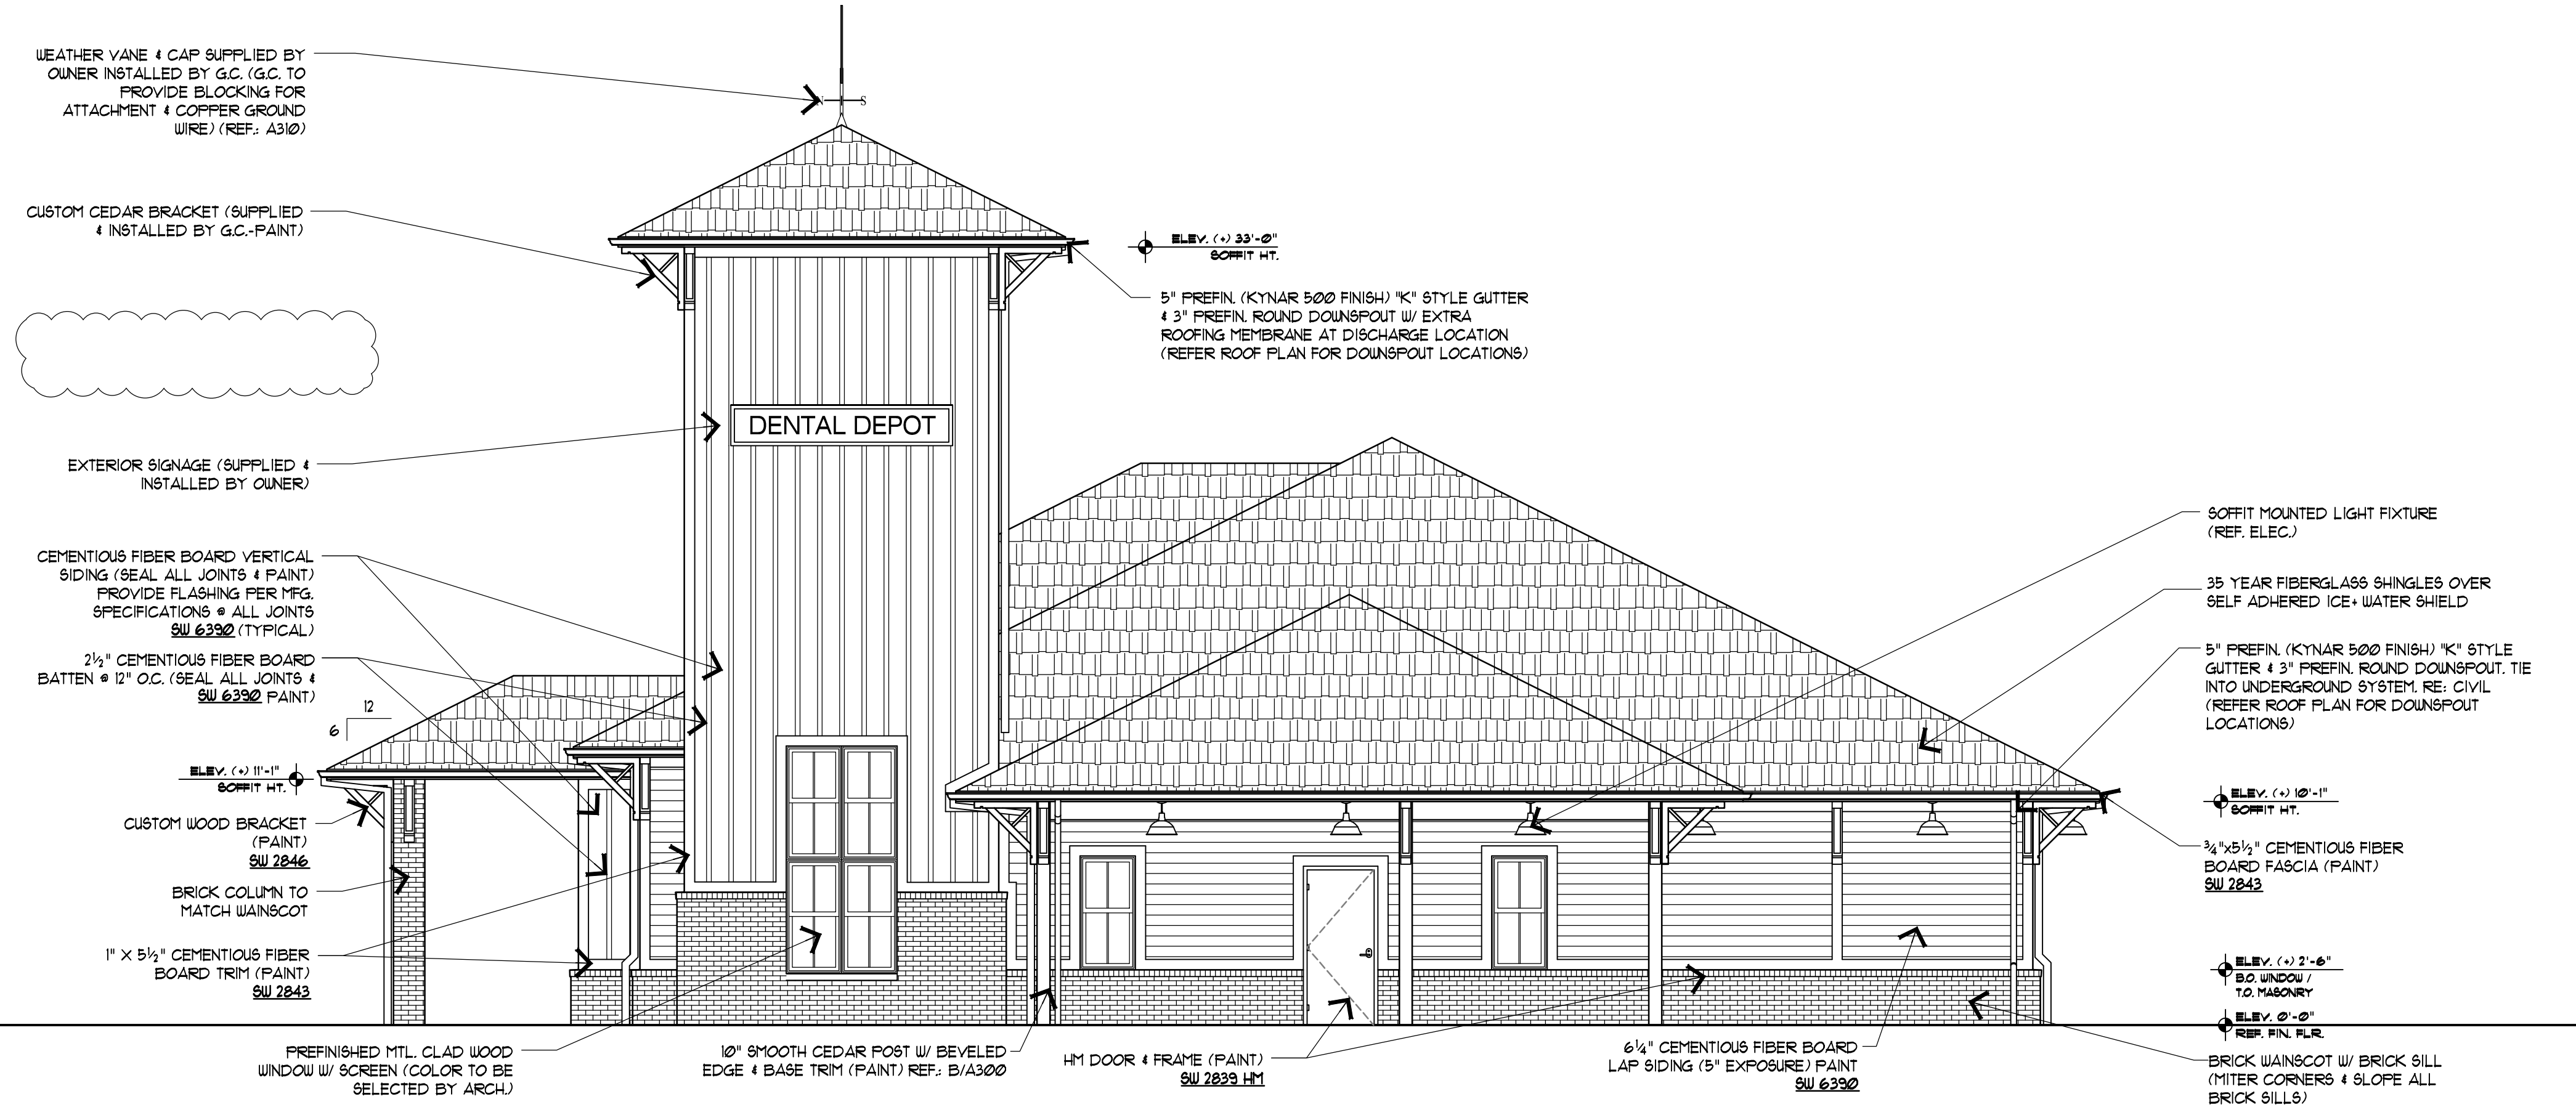 WEATHER VANE & CAP SUPPLIED BY
OWNER INSTALLED BY G.C. (G.C. TO
PROVIDE BLOCKING FOR
ATTACHMENT & COPPER GROUND
WIRE) (REF.: A310)
N S
CUSTOM CEDAR BRACKET (SUPPLIED
& INSTALLED BY G.C.-PAINT)
ELEV. (+) 33'-0"
SOFFIT HT.
5" PREFIN. (KYNAR 500 FINISH) "K" STYLE GUTTER
& 3" PREFIN. ROUND DOWNSPOUT W/ EXTRA
ROOFING MEMBRANE AT DISCHARGE LOCATION
(REFER ROOF PLAN FOR DOWNSPOUT LOCATIONS)
DENTAL DEPOT
EXTERIOR SIGNAGE (SUPPLIED &
INSTALLED BY OWNER)
CEMENTIOUS FIBER BOARD VERTICAL
SIDING (SEAL ALL JOINTS & PAINT)
PROVIDE FLASHING PER MFG.
SPECIFICATIONS @ ALL JOINTS
SW 6390 (TYPICAL)
2½" CEMENTIOUS FIBER BOARD
BATTEN @ 12" O.C. (SEAL ALL JOINTS &
SW 6390 PAINT)
12
6
ELEV. (+) 11'-1"
SOFFIT HT.
CUSTOM WOOD BRACKET
(PAINT)
SW 2846
BRICK COLUMN TO
MATCH WAINSCOT
1" X 5½" CEMENTIOUS FIBER
BOARD TRIM (PAINT)
SW 2843
SOFFIT MOUNTED LIGHT FIXTURE
(REF. ELEC.)
35 YEAR FIBERGLASS SHINGLES OVER
SELF ADHERED ICE+ WATER SHIELD
5" PREFIN. (KYNAR 500 FINISH) "K" STYLE
GUTTER & 3" PREFIN. ROUND DOWNSPOUT. TIE
INTO UNDERGROUND SYSTEM. RE: CIVIL
(REFER ROOF PLAN FOR DOWNSPOUT
LOCATIONS)
ELEV. (+) 10'-1"
SOFFIT HT.
¾"x5½" CEMENTIOUS FIBER
BOARD FASCIA (PAINT)
SW 2843
ELEV. (+) 2'-6"
B.O. WINDOW /
T.O. MASONRY
ELEV. 0'-0"
REF. FIN. FLR.
PREFINISHED MTL. CLAD WOOD
WINDOW W/ SCREEN (COLOR TO BE
SELECTED BY ARCH.)
10" SMOOTH CEDAR POST W/ BEVELED
EDGE & BASE TRIM (PAINT) REF.: B/A300
HM DOOR & FRAME (PAINT)
SW 2839 HM
6¼" CEMENTIOUS FIBER BOARD
LAP SIDING (5" EXPOSURE) PAINT
SW 6390
BRICK WAINSCOT W/ BRICK SILL
(MITER CORNERS & SLOPE ALL
BRICK SILLS)